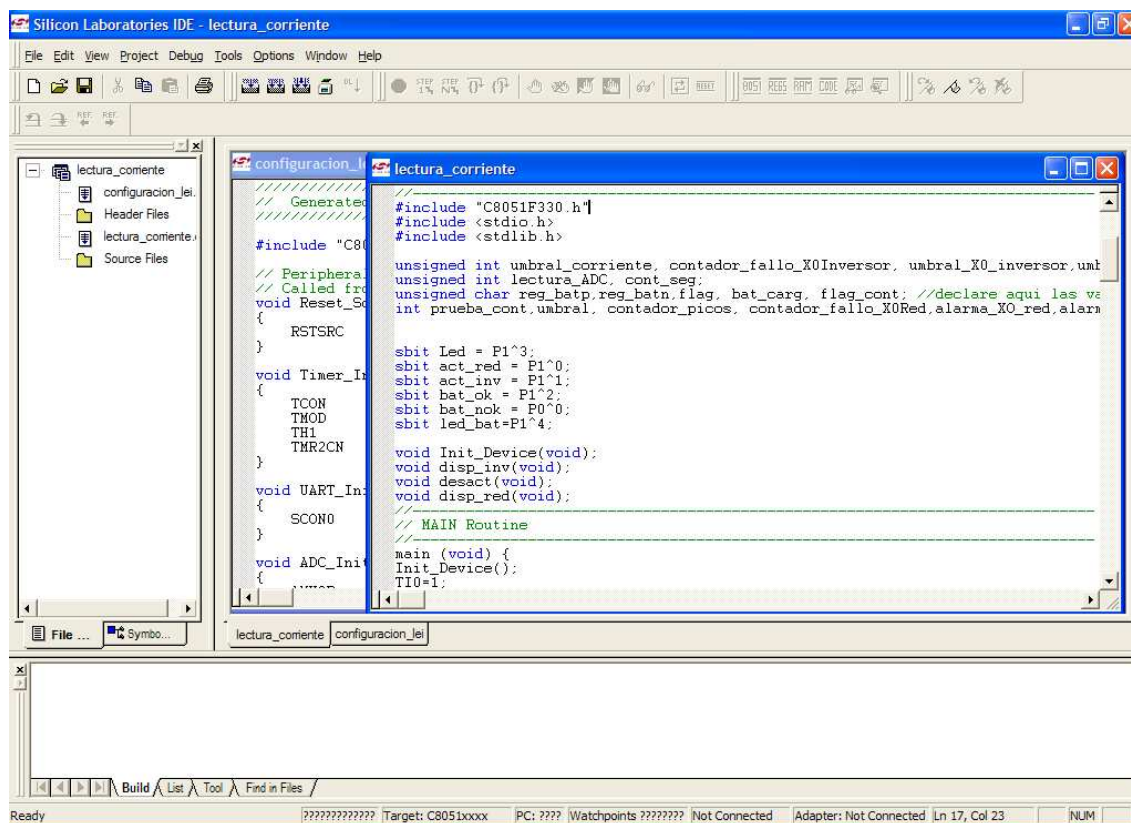 Silicon Laboratories IDE - lectura_corriente
File Edit View Project Debug Tools Options Window Help
lectura_corriente
configuracion_lei.
Header Files
lectura_corriente.
Source Files
File ...
Symbo...
configuracion_l
////////////
// Generated
////////////
#include "C80
// Periphera
// Called fro
void Reset_So
{
RSTSRC
}
void Timer_In
{
TCON
TMOD
TH1
TMR2CN
}
void UART_Ini
{
SCON0
}
void ADC_Init
{
lectura_corriente
//------------------------------------------------------------
#include "C8051F330.h"
#include <stdio.h>
#include <stdlib.h>
unsigned int umbral_corriente, contador_fallo_X0Inversor, umbral_X0_inversor,umb
unsigned int lectura_ADC, cont_seg;
unsigned char reg_batp,reg_batn,flag, bat_carg, flag_cont; //declare aqui las va
int prueba_cont,umbral, contador_picos, contador_fallo_X0Red,alarma_XO_red,alarm
sbit Led = P1^3;
sbit act_red = P1^0;
sbit act_inv = P1^1;
sbit bat_ok = P1^2;
sbit bat_nok = P0^0;
sbit led_bat=P1^4;
void Init_Device(void);
void disp_inv(void);
void desact(void);
void disp_red(void);
//------------------------------------------------------------
// MAIN Routine
//------------------------------------------------------------
main (void) {
Init_Device();
TI0=1;
lectura_corriente configuracion_lei
Build List Tool Find in Files
Ready ????????????? Target: C8051xxxx PC: ???? Watchpoints ???????? Not Connected Adapter: Not Connected Ln 17, Col 23 NUM